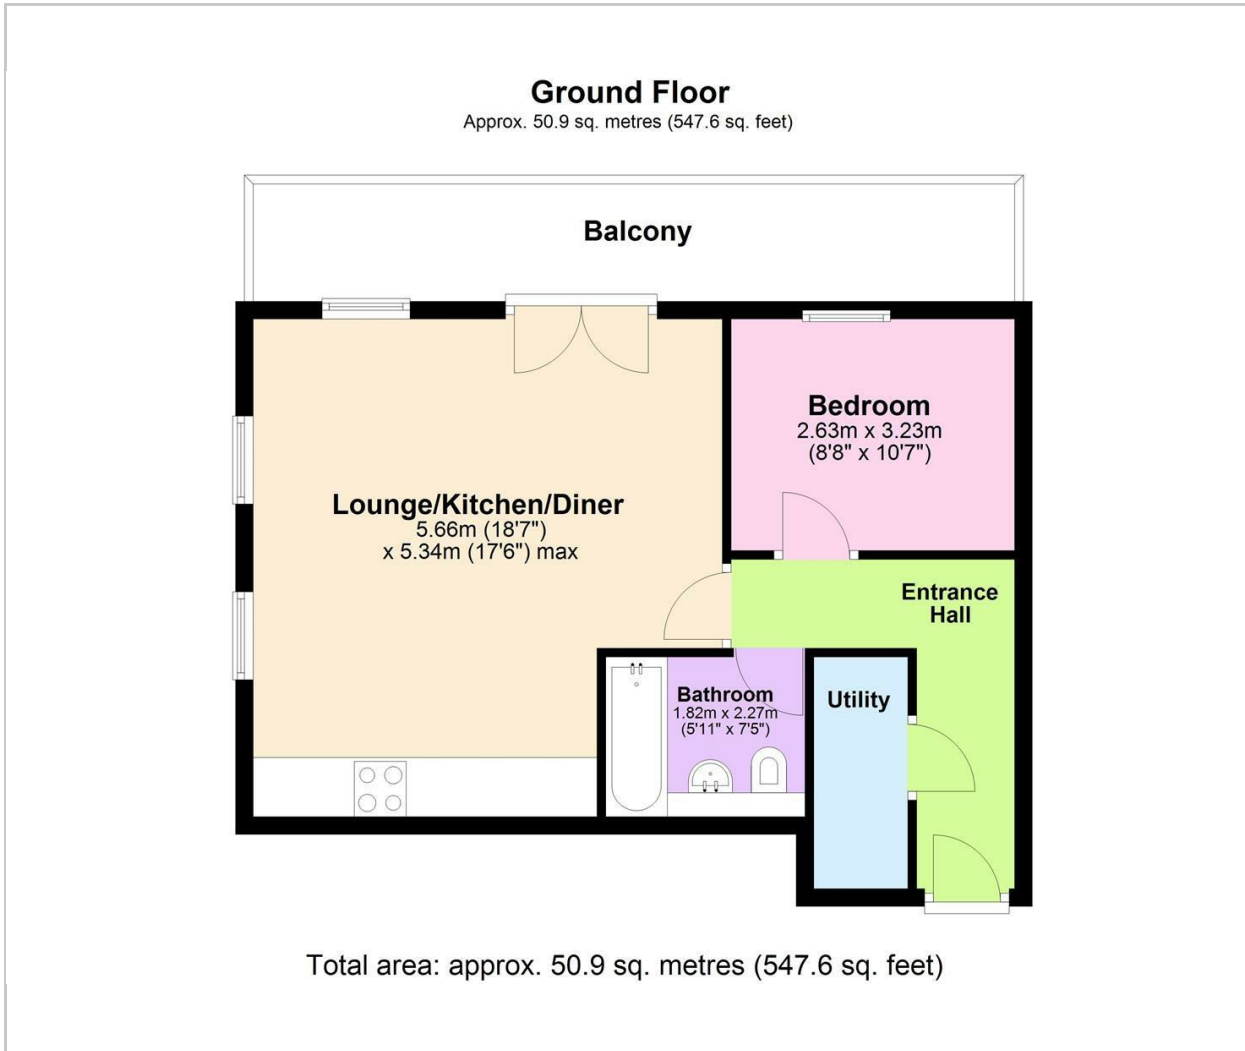 Ground Floor
Approx. 50.9 sq. metres (547.6 sq. feet)
Balcony
Bedroom
2.63m x 3.23m
(8'8" x 10'7")
Lounge/Kitchen/Diner
5.66m (18'7")
x 5.34m (17'6") max
Entrance
Hall
Bathroom
1.82m x 2.27m
(5'11" x 7'5")
Utility
Total area: approx. 50.9 sq. metres (547.6 sq. feet)